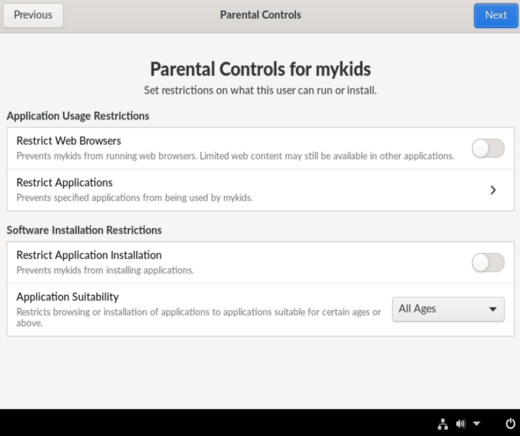 Previous
Parental Controls
Next
Parental Controls for mykids
Set restrictions on what this user can run or install.
Application Usage Restrictions
Restrict Web Browsers
Prevents mykids from running web browsers. Limited web content may still be available in other applications.
Restrict Applications
Prevents specified applications from being used by mykids.
Software Installation Restrictions
Restrict Application Installation
Prevents mykids from installing applications.
Application Suitability
Restricts browsing or installation of applications to applications suitable for certain ages or
above.
All Ages